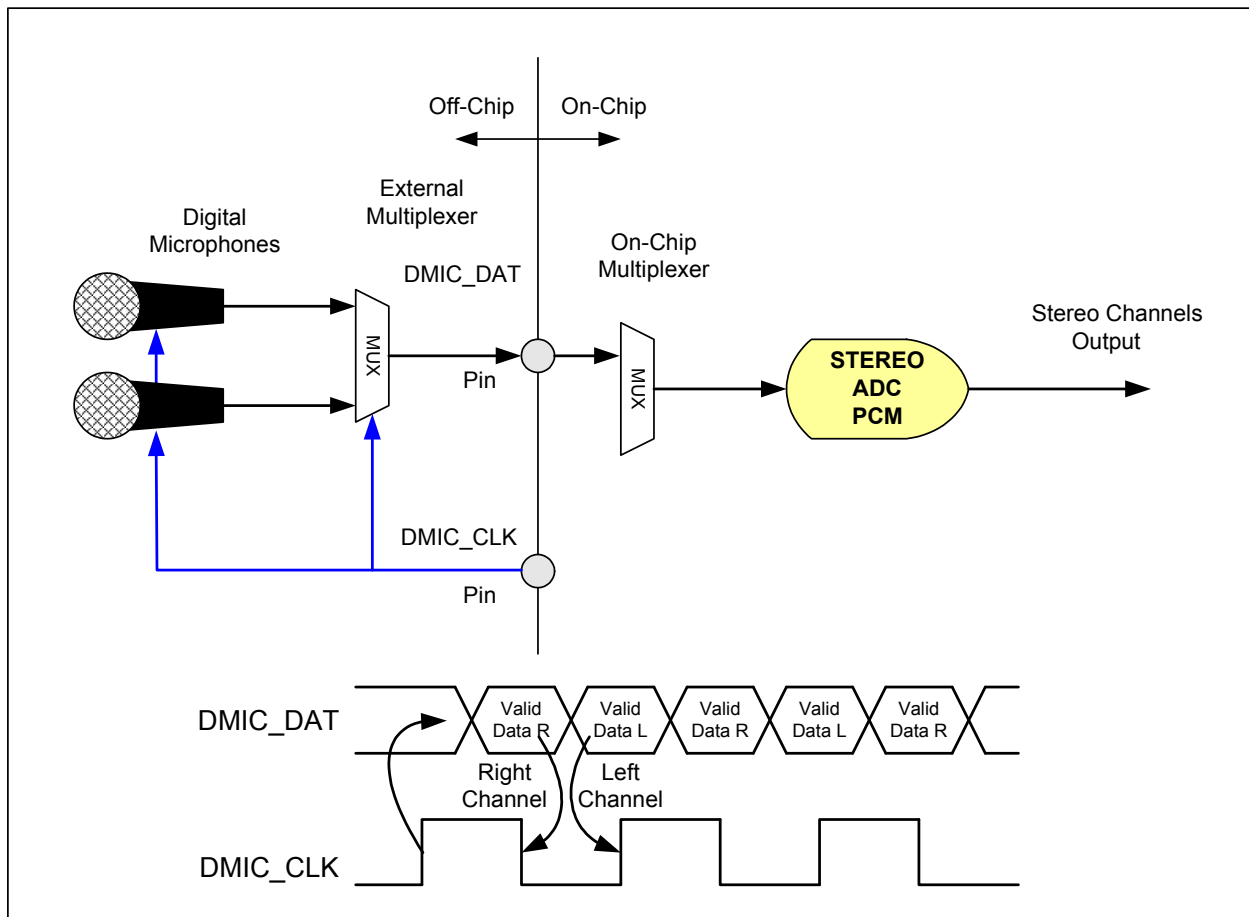 Off-Chip
On-Chip
External
Multiplexer
Digital
Microphones
On-Chip
Multiplexer
DMIC_DAT
Stereo Channels
Output
MUX
Pin
MUX
STEREO
ADC
PCM
DMIC_CLK
Pin
DMIC_DAT
Valid
Data R
Valid
Data L
Valid
Data R
Valid
Data L
Valid
Data R
Right
Channel
Left
Channel
DMIC_CLK